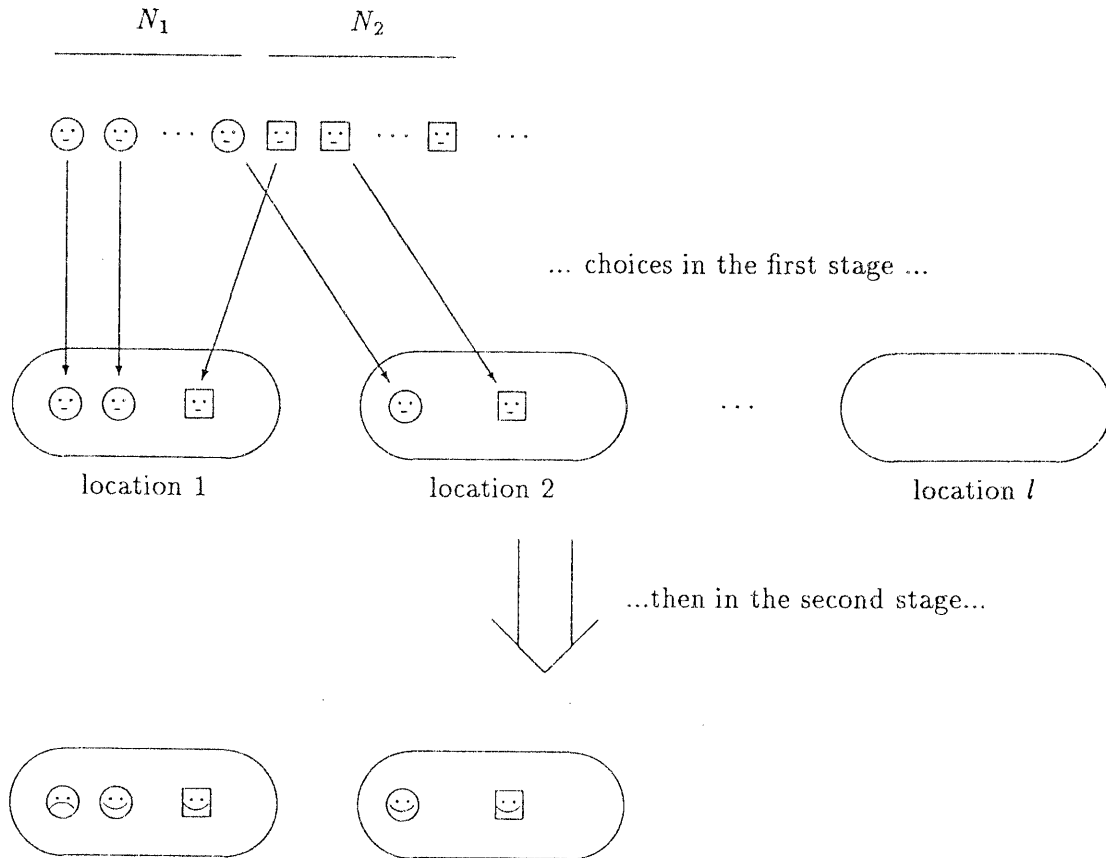 N₁ N₂
... ... ...
... choices in the first stage ...
...
location 1 location 2 location l
...then in the second stage...